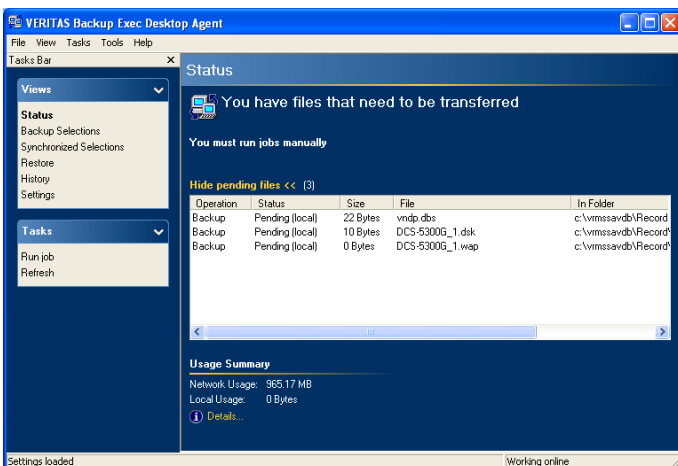 VERITAS Backup Exec Desktop Agent
File View Tasks Tools Help
Tasks Bar
Views
Status
Backup Selections
Synchronized Selections
Restore
History
Settings
Tasks
Run job
Refresh
Status
You have files that need to be transferred
You must run jobs manually
Hide pending files << (3)
Operation Status Size File In Folder
Backup Pending (local) 22 Bytes vndp.dbs c:\vrmssavdb\Record
Backup Pending (local) 10 Bytes DCS-5300G_1.dsk c:\vrmssavdb\Record\
Backup Pending (local) 0 Bytes DCS-5300G_1.wap c:\vrmssavdb\Record\
Usage Summary
Network Usage: 965.17 MB
Local Usage: 0 Bytes
Details...
Settings loaded
Working online